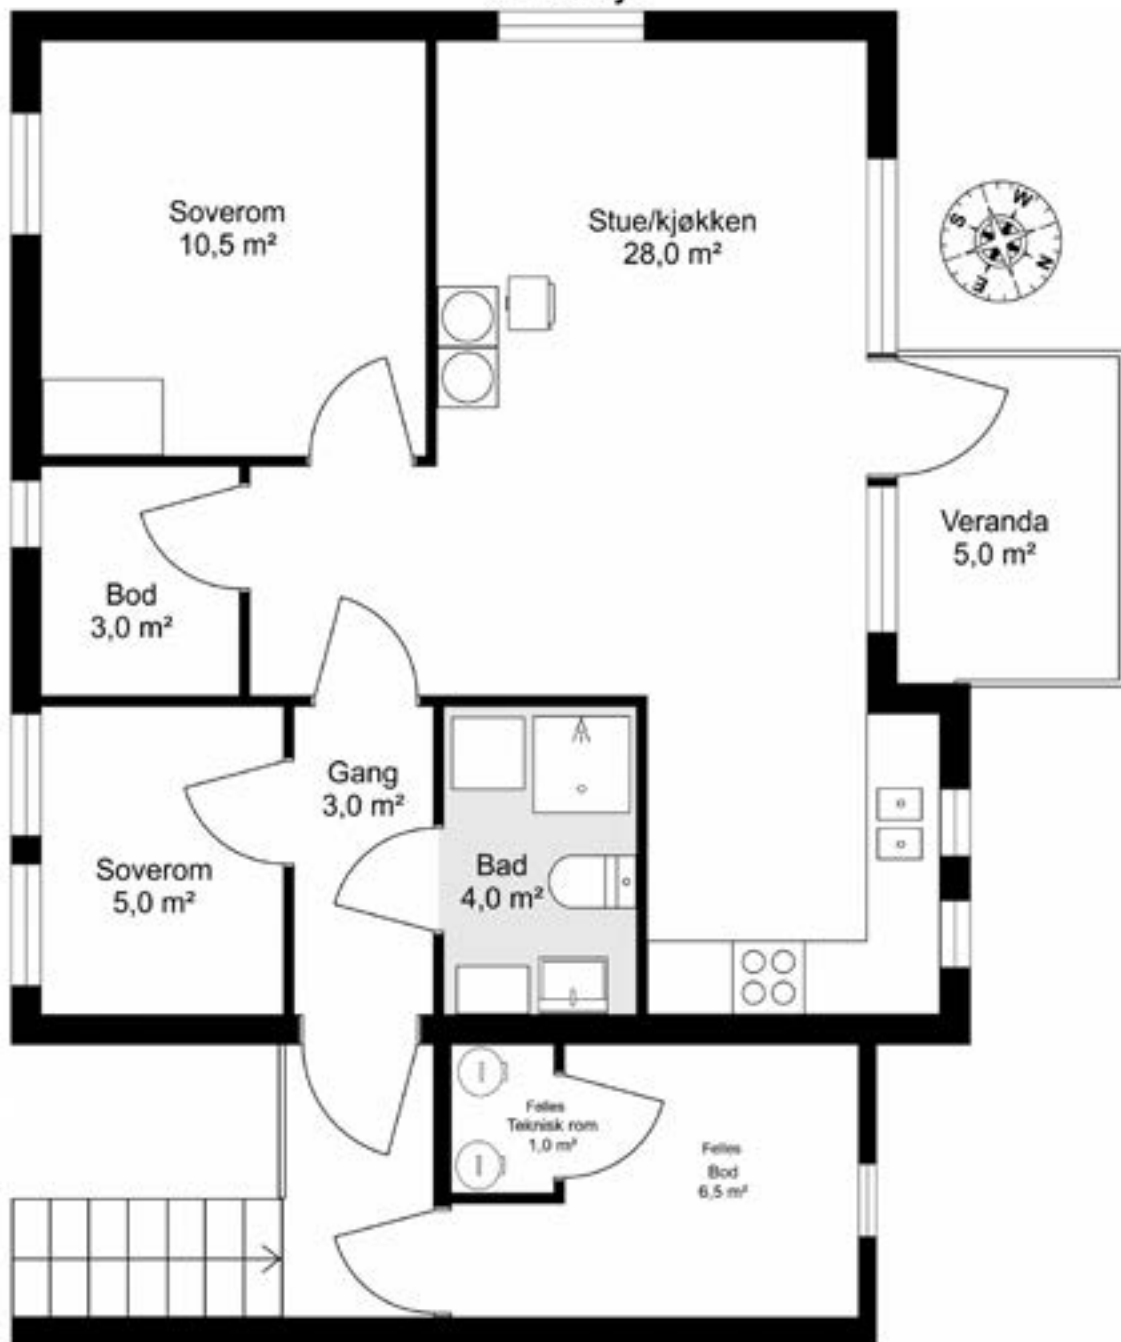 Soverom
10,5 m²
Stue/kjøkken
28,0 m²
W
S
N
E
Veranda
5,0 m²
Bod
3,0 m²
Gang
3,0 m²
Soverom
5,0 m²
Bad
4,0 m²
Felles
Teknisk rom
1,0 m²
Felles
Bod
6,5 m²